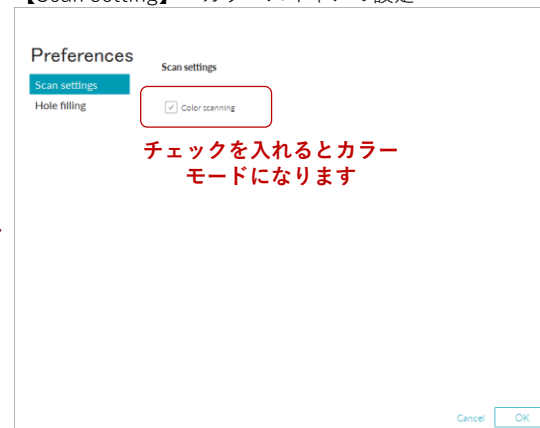 【Scan setting】 カラースキャンの設定
Preferences
Scan settings
Scan settings
Hole filling
Color scanning
チェックを入れるとカラー
モードになります
Cancel
OK